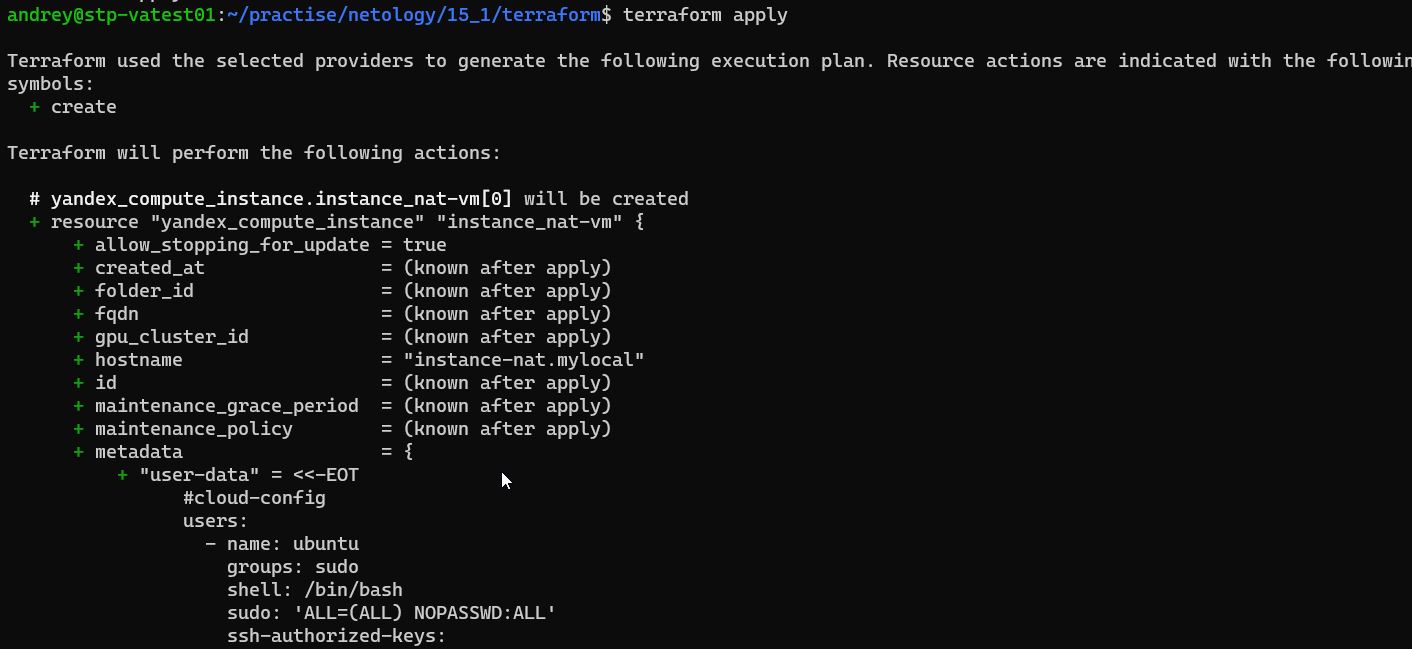 andrey@stp-vatest01:~/practise/netology/15_1/terraform$ terraform apply
Terraform used the selected providers to generate the following execution plan. Resource actions are indicated with the followin
symbols:
  + create
Terraform will perform the following actions:
  # yandex_compute_instance.instance_nat-vm[0] will be created
  + resource "yandex_compute_instance" "instance_nat-vm" {
      + allow_stopping_for_update = true
      + created_at                = (known after apply)
      + folder_id                 = (known after apply)
      + fqdn                      = (known after apply)
      + gpu_cluster_id            = (known after apply)
      + hostname                  = "instance-nat.mylocal"
      + id                        = (known after apply)
      + maintenance_grace_period  = (known after apply)
      + maintenance_policy        = (known after apply)
      + metadata                  = {
          + "user-data" = <<-EOT
                #cloud-config
                users:
                  - name: ubuntu
                    groups: sudo
                    shell: /bin/bash
                    sudo: 'ALL=(ALL) NOPASSWD:ALL'
                    ssh-authorized-keys: